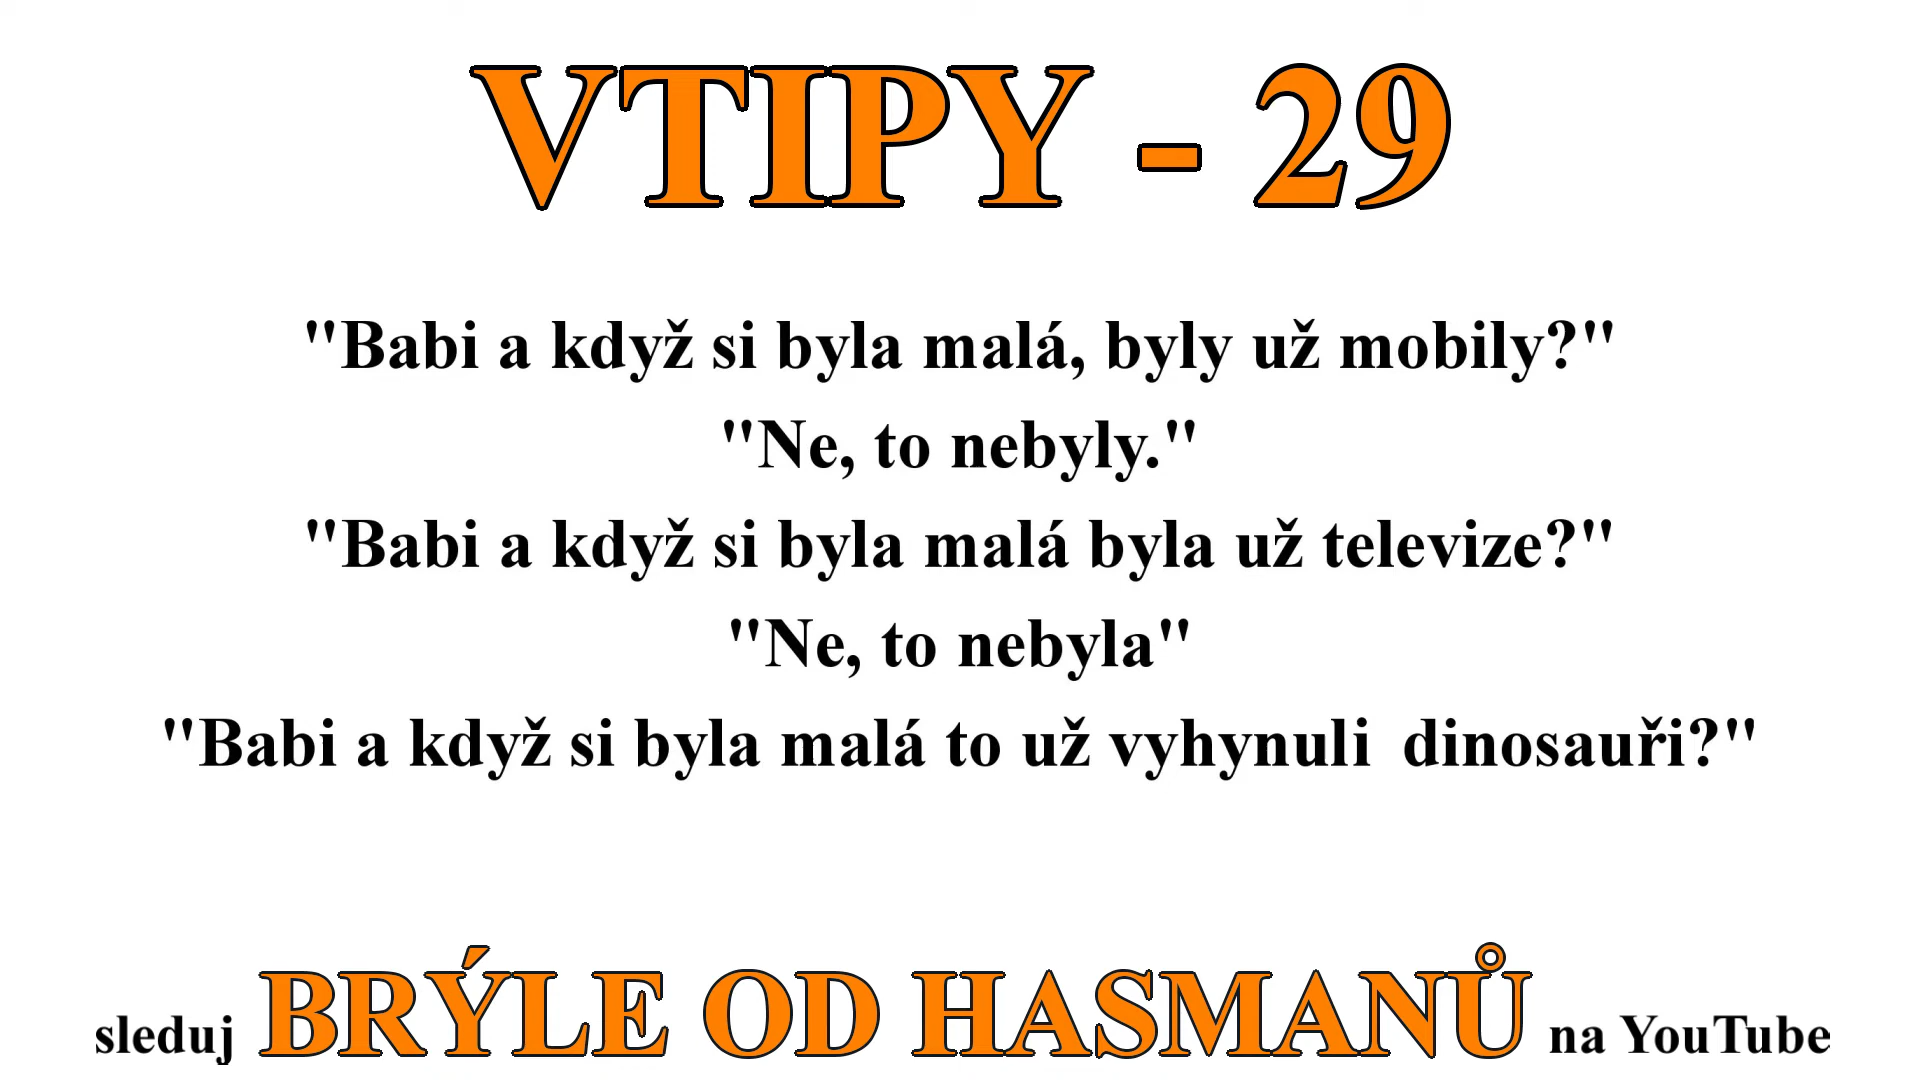 VTIPY - 29
"Babi a když si byla malá, byly už mobily?"
"Ne, to nebyly."
"Babi a když si byla malá byla už televize?"
"Ne, to nebyla"
"Babi a když si byla malá to už vyhynuli  dinosauři?"
sleduj BRÝLE OD HASMANŮ na YouTube